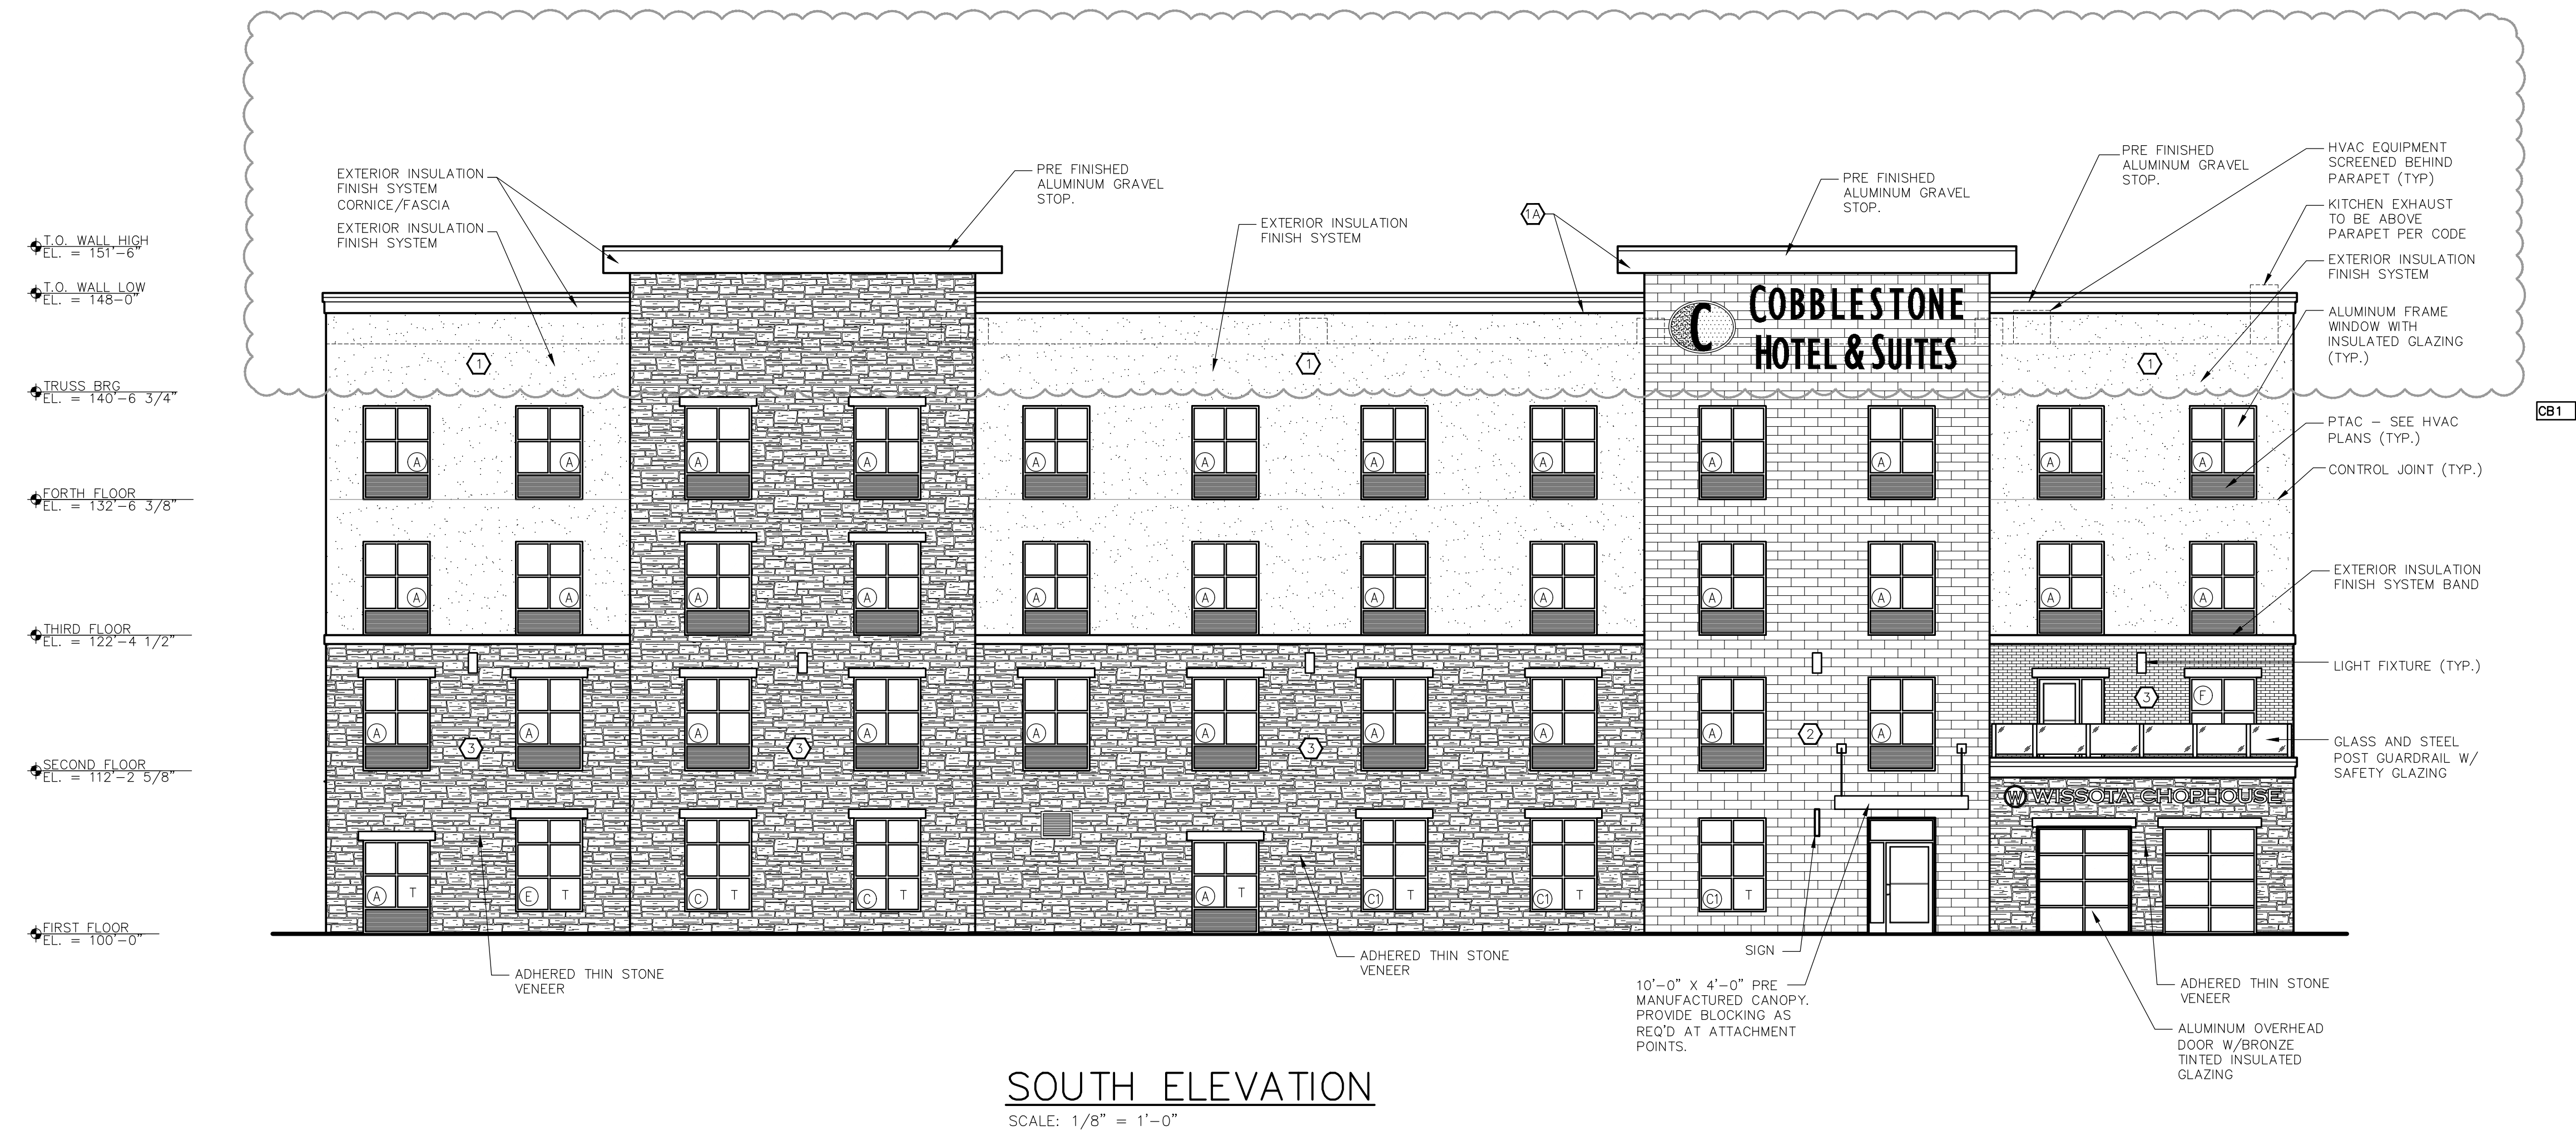 EXTERIOR INSULATION
FINISH SYSTEM
CORNICE/FASCIA
EXTERIOR INSULATION
FINISH SYSTEM
PRE FINISHED
ALUMINUM GRAVEL
STOP.
EXTERIOR INSULATION
FINISH SYSTEM
1A
PRE FINISHED
ALUMINUM GRAVEL
STOP.
PRE FINISHED
ALUMINUM GRAVEL
STOP.
HVAC EQUIPMENT
SCREENED BEHIND
PARAPET (TYP)
KITCHEN EXHAUST
TO BE ABOVE
PARAPET PER CODE
EXTERIOR INSULATION
FINISH SYSTEM
ALUMINUM FRAME
WINDOW WITH
INSULATED GLAZING
(TYP.)
CB1
PTAC - SEE HVAC
PLANS (TYP.)
CONTROL JOINT (TYP.)
EXTERIOR INSULATION
FINISH SYSTEM BAND
LIGHT FIXTURE (TYP.)
GLASS AND STEEL
POST GUARDRAIL W/
SAFETY GLAZING
T.O. WALL HIGH
EL. = 151'-6"
T.O. WALL LOW
EL. = 148-0"
TRUSS BRG
EL. = 140'-6 3/4"
FORTH FLOOR
EL. = 132'-6 3/8"
THIRD FLOOR
EL. = 122'-4 1/2"
SECOND FLOOR
EL. = 112'-2 5/8"
FIRST FLOOR
EL. = 100'-0"
C COBBLESTONE
HOTEL & SUITES
1 1 1
A A A A A A A A A A A A
A A A A A A A A A A A A
A A A A A A A A A A F
3 3 3 2 3
W WISSOTA CHOPHOUSE
A T E T C T C T A T C1 T C1 T C1 T
ADHERED THIN STONE
VENEER
ADHERED THIN STONE
VENEER
SIGN
10'-0" X 4'-0" PRE
MANUFACTURED CANOPY.
PROVIDE BLOCKING AS
REQ'D AT ATTACHMENT
POINTS.
ADHERED THIN STONE
VENEER
ALUMINUM OVERHEAD
DOOR W/BRONZE
TINTED INSULATED
GLAZING
SOUTH ELEVATION
SCALE: 1/8" = 1'-0"